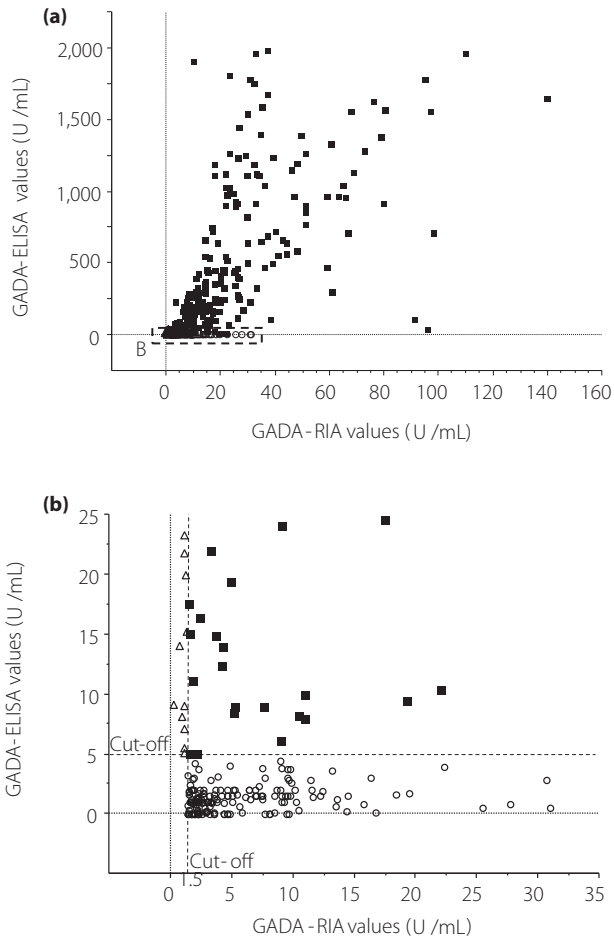 (a)
2,000
1,500
1,000
500
0
GADA-ELISA values (U /mL)
B
0 20 40 60 80 100 120 140 160
GADA-RIA values (U /mL)
(b)
25
20
15
10
5
0
GADA-ELISA values (U /mL)
Cut-off
Cut-off
1.5
0 5 10 15 20 25 30 35
GADA-RIA values (U /mL)